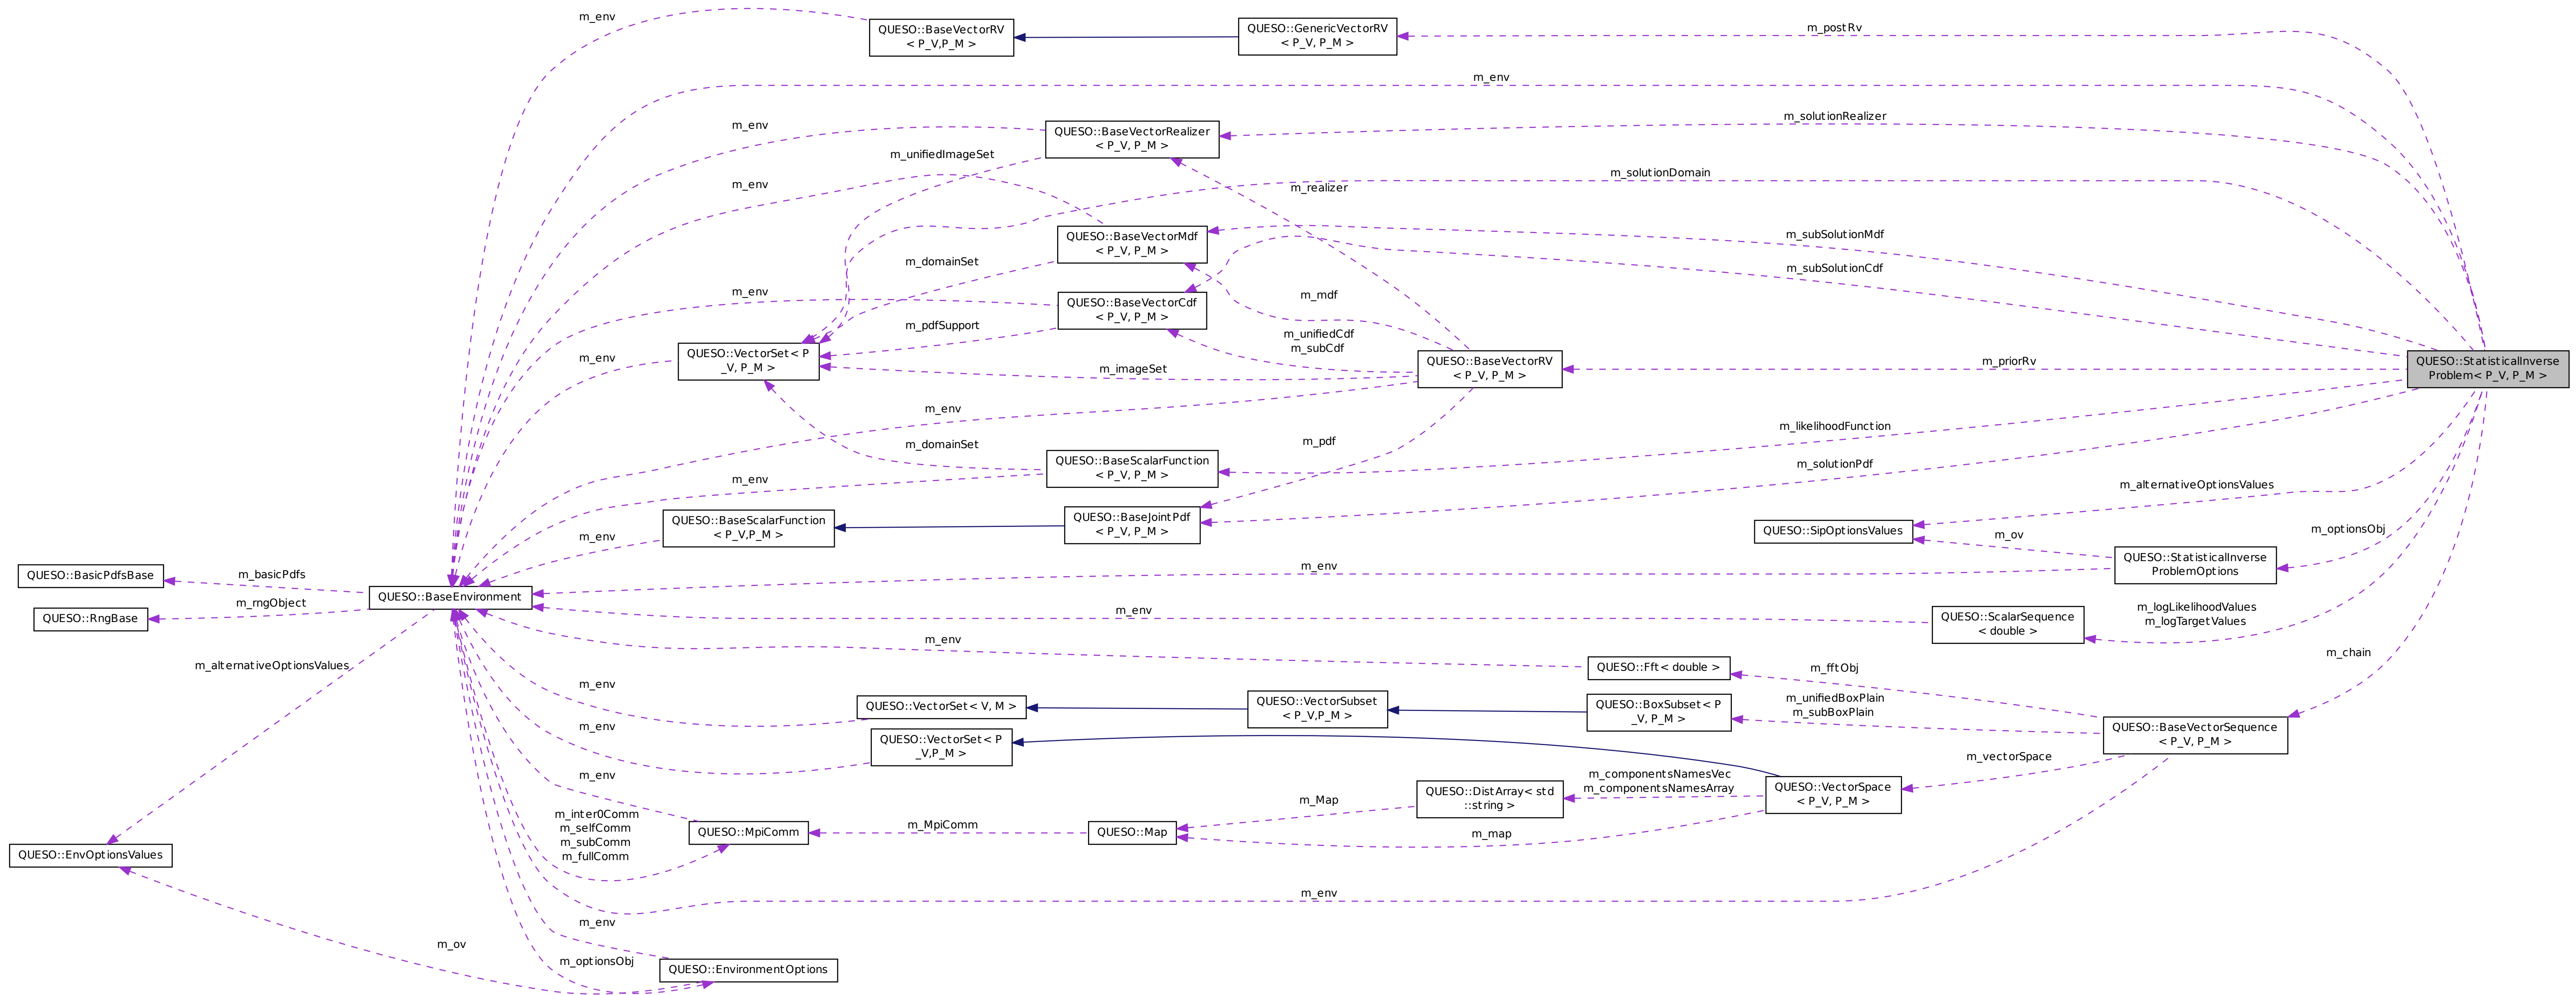 m_env
QUESO::BaseVectorRV
< P_V,P_M >
QUESO::GenericVectorRV
< P_V, P_M >
m_postRv
m_env
m_env
QUESO::BaseVectorRealizer
< P_V, P_M >
m_solutionRealizer
m_unifiedImageSet
m_env
m_realizer
m_solutionDomain
QUESO::BaseVectorMdf
< P_V, P_M >
m_subSolutionMdf
m_domainSet
m_subSolutionCdf
m_env
QUESO::BaseVectorCdf
< P_V, P_M >
m_mdf
m_pdfSupport
m_unifiedCdf
m_subCdf
m_env
QUESO::VectorSet< P
_V, P_M >
m_imageSet
QUESO::BaseVectorRV
< P_V, P_M >
m_priorRv
QUESO::StatisticalInverse
Problem< P_V, P_M >
m_env
m_domainSet
m_pdf
m_likelihoodFunction
QUESO::BaseScalarFunction
< P_V, P_M >
m_solutionPdf
m_env
m_alternativeOptionsValues
QUESO::BaseScalarFunction
< P_V,P_M >
QUESO::BaseJointPdf
< P_V, P_M >
QUESO::SipOptionsValues
m_optionsObj
m_env
m_ov
QUESO::StatisticalInverse
ProblemOptions
QUESO::BasicPdfsBase
m_basicPdfs
m_env
QUESO::BaseEnvironment
QUESO::RngBase
m_rngObject
m_env
QUESO::ScalarSequence
< double >
m_logLikelihoodValues
m_logTargetValues
m_env
m_alternativeOptionsValues
QUESO::Fft< double >
m_fftObj
m_chain
m_env
QUESO::VectorSet< V, M >
QUESO::VectorSubset
< P_V,P_M >
QUESO::BoxSubset< P
_V, P_M >
m_unifiedBoxPlain
m_subBoxPlain
QUESO::BaseVectorSequence
< P_V, P_M >
m_env
QUESO::VectorSet< P
_V,P_M >
m_vectorSpace
m_env
m_Map
QUESO::DistArray< std
::string >
m_componentsNamesVec
m_componentsNamesArray
QUESO::VectorSpace
< P_V, P_M >
m_inter0Comm
m_selfComm
m_subComm
m_fullComm
QUESO::MpiComm
m_MpiComm
QUESO::Map
m_map
QUESO::EnvOptionsValues
m_env
m_env
m_ov
m_optionsObj
QUESO::EnvironmentOptions